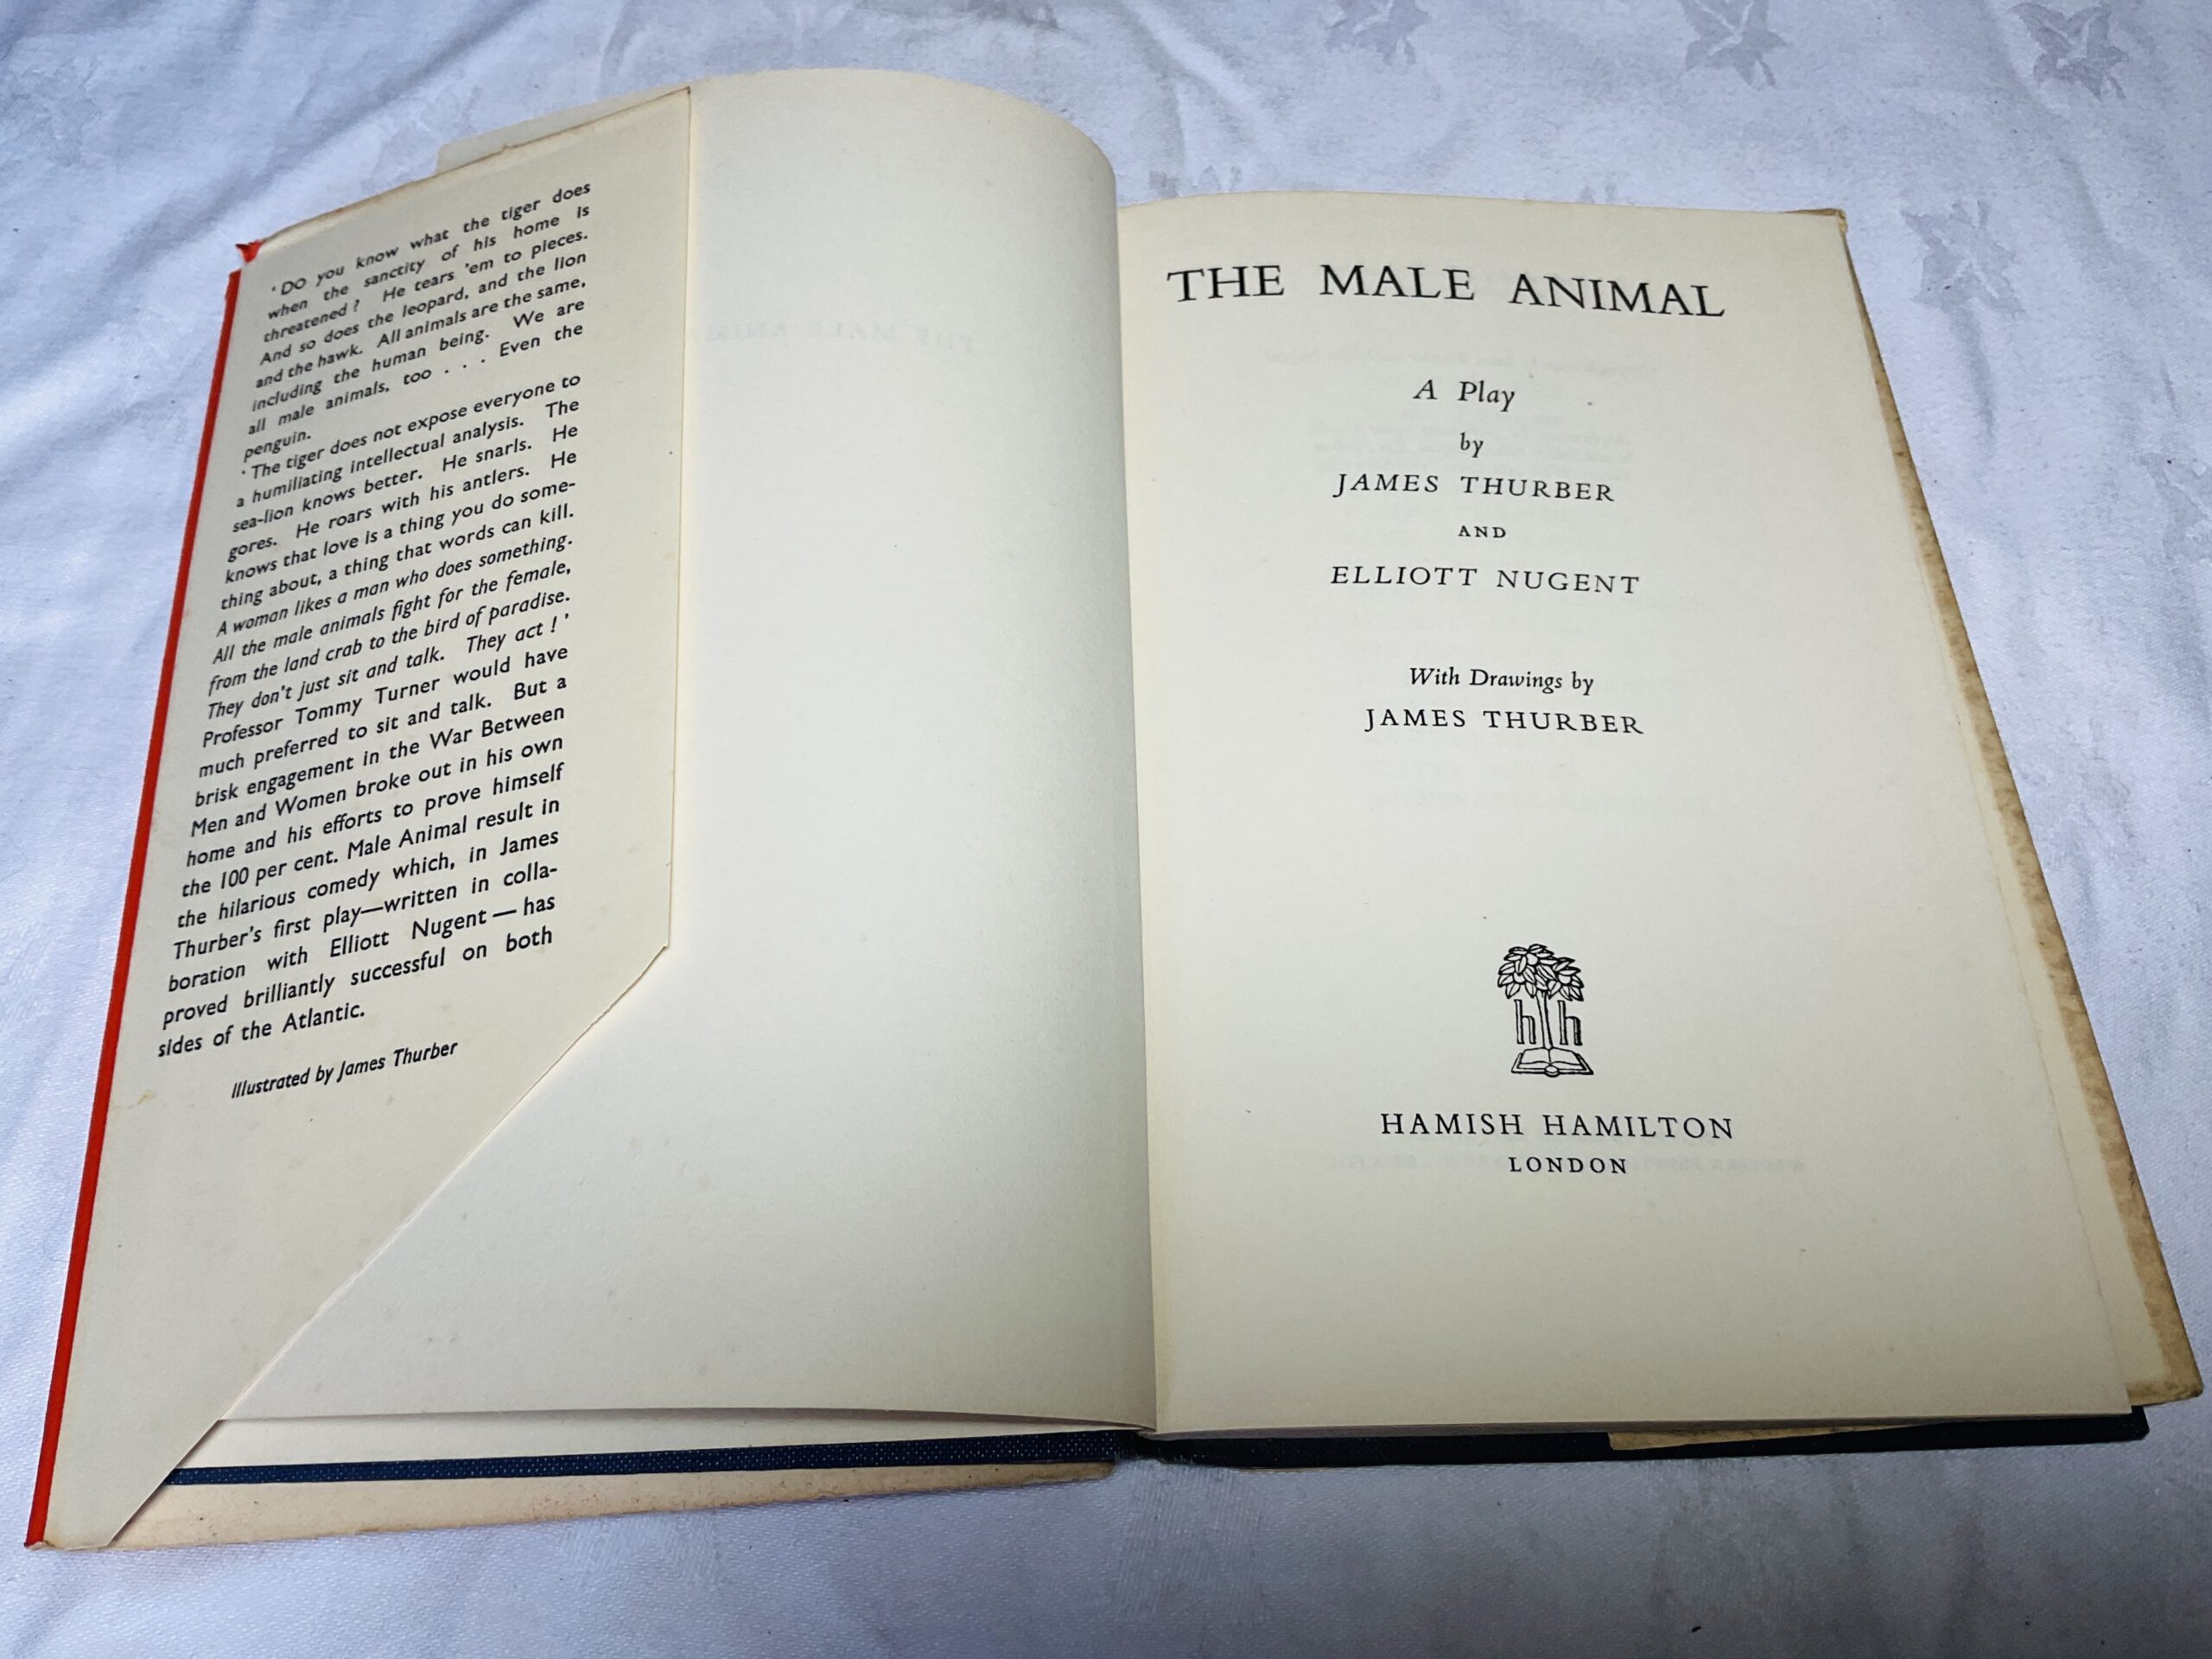 ' DO you know what the tiger does
when the sanctity of his home is
threatened ? He tears 'em to pieces.
And so does the leopard, and the lion
and the hawk. All animals are the same,
including the human being. We are
all male animals, too . . . Even the
penguin.
' The tiger does not expose everyone to
a humiliating intellectual analysis. The
sea-lion knows better. He snarls. He
gores. He roars with his antlers. He
knows that love is a thing you do some-
thing about, a thing that words can kill.
A woman likes a man who does something.
All the male animals fight for the female,
from the land crab to the bird of paradise.
They don't just sit and talk. They act ! '
Professor Tommy Turner would have
much preferred to sit and talk. But a
brisk engagement in the War Between
Men and Women broke out in his own
home and his efforts to prove himself
the 100 per cent. Male Animal result in
the hilarious comedy which, in James
Thurber's first play—written in colla-
boration with Elliott Nugent — has
proved brilliantly successful on both
sides of the Atlantic.
Illustrated by James Thurber
THE MALE ANIMAL
A Play
by
JAMES THURBER
AND
ELLIOTT NUGENT
With Drawings by
JAMES THURBER
h h
HAMISH HAMILTON
LONDON